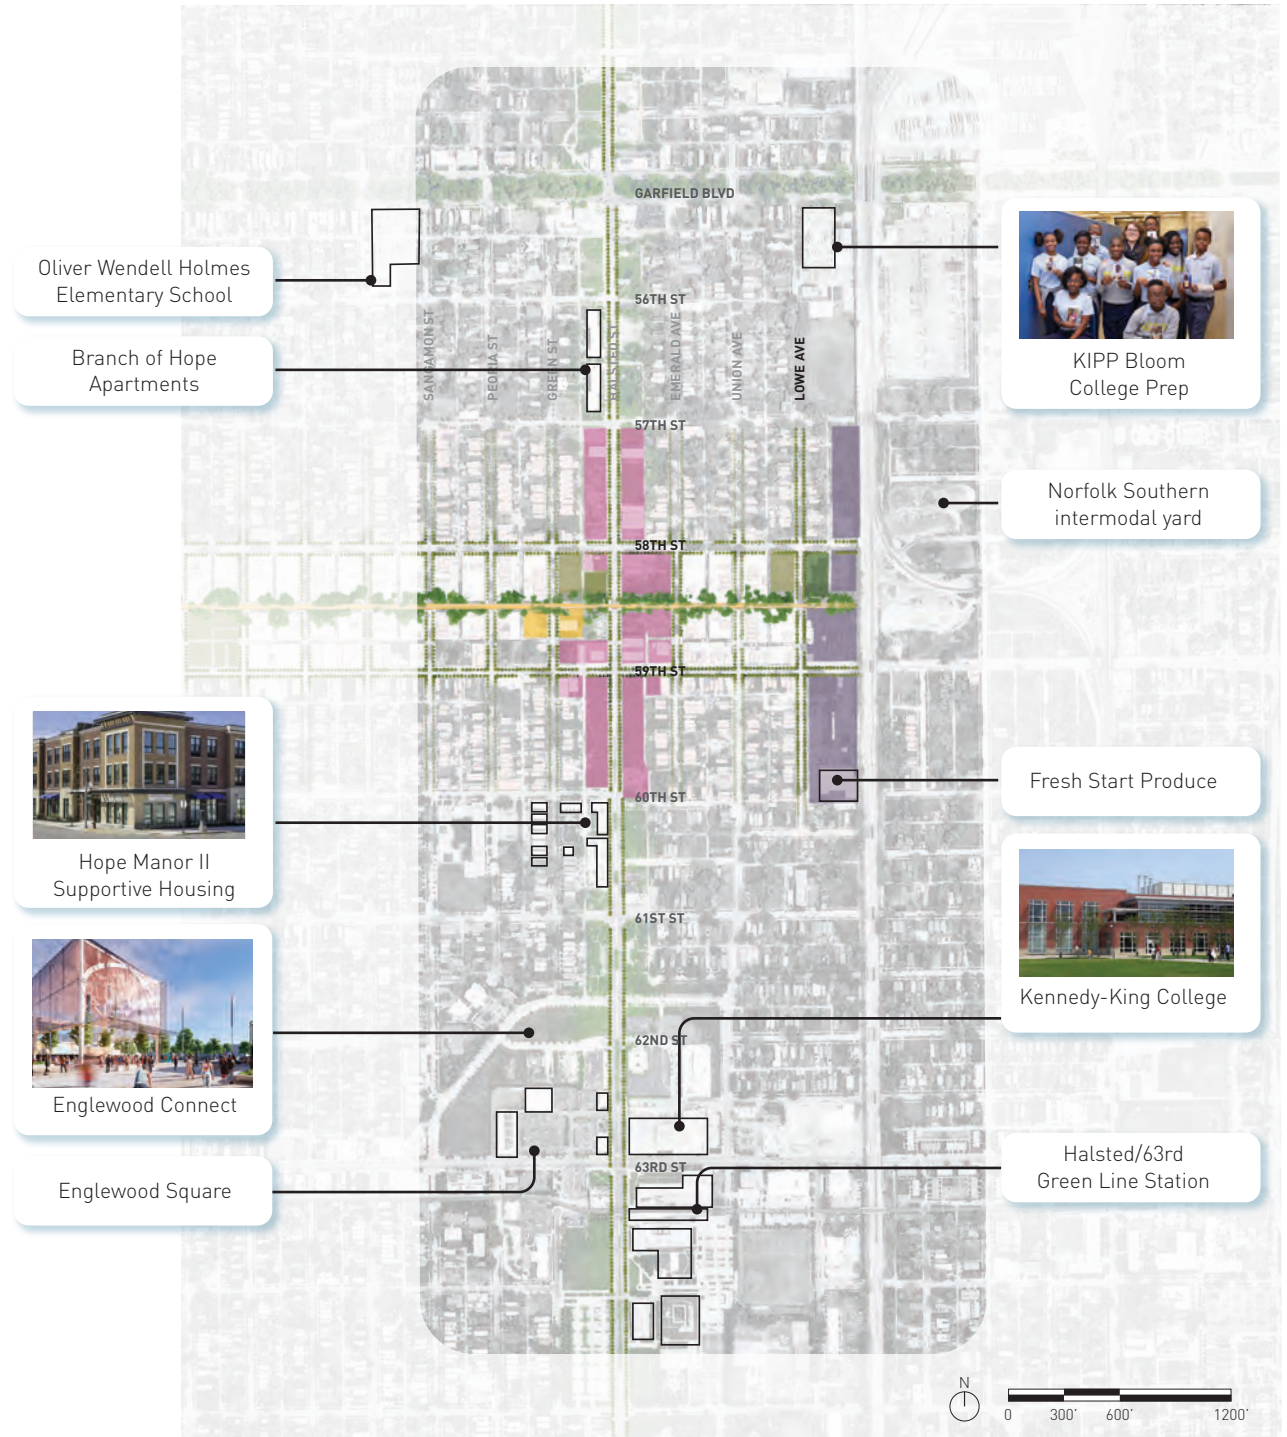 GARFIELD BLVD
Oliver Wendell Holmes
Elementary School
56TH ST
Branch of Hope
Apartments
SANGAMON ST
PEORIA ST
GREEN ST
HALSTED ST
EMERALD AVE
UNION AVE
LOWE AVE
KIPP Bloom
College Prep
57TH ST
Norfolk Southern
intermodal yard
58TH ST
59TH ST
Fresh Start Produce
60TH ST
Hope Manor II
Supportive Housing
61ST ST
Kennedy-King College
62ND ST
Englewood Connect
63RD ST
Halsted/63rd
Green Line Station
Englewood Square
N
0 300' 600' 1200'